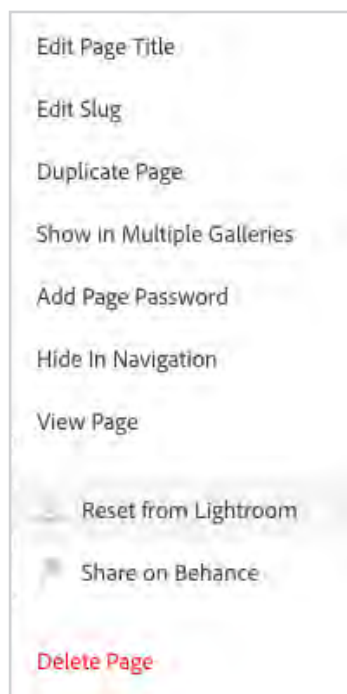 Edit Page Title
Edit Slug
Duplicate Page
Show in Multiple Galleries
Add Page Password
Hide In Navigation
View Page
Reset from Lightroom
Share on Behance
Delete Page